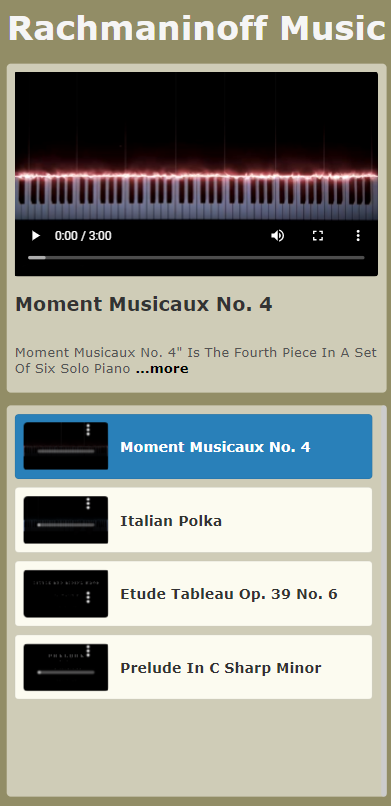 Rachmaninoff Music
0:00 / 3:00
Moment Musicaux No. 4
Moment Musicaux No. 4" Is The Fourth Piece In A Set
Of Six Solo Piano ...more
Moment Musicaux No. 4
Italian Polka
Etude Tableau Op. 39 No. 6
Prelude In C Sharp Minor